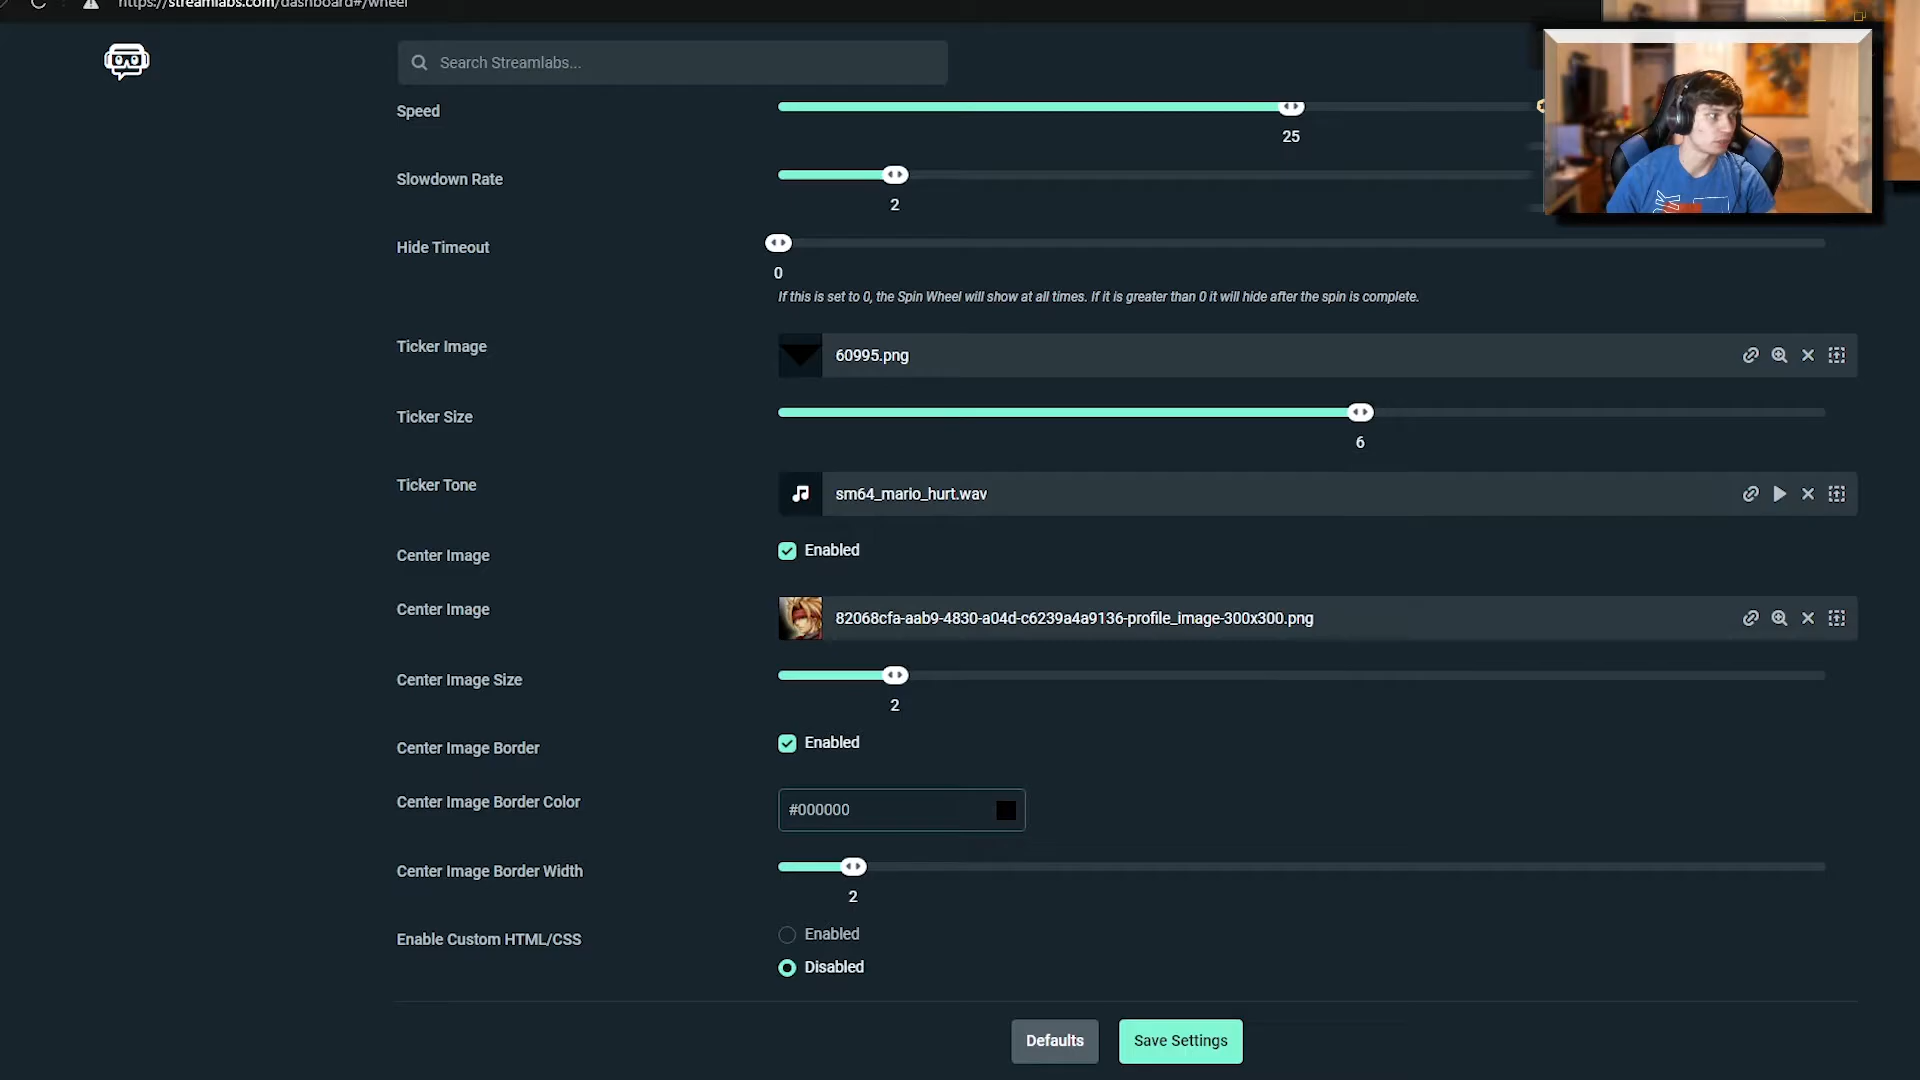 https://streamlabs.com/dashboard#/wheel
Search Streamlabs...
Speed
25
Slowdown Rate
2
Hide Timeout
0
If this is set to 0, the Spin Wheel will show at all times. If it is greater than 0 it will hide after the spin is complete.
Ticker Image
60995.png
Ticker Size
6
Ticker Tone
sm64_mario_hurt.wav
Center Image
Enabled
Center Image
82068cfa-aab9-4830-a04d-c6239a4a9136-profile_image-300x300.png
Center Image Size
2
Center Image Border
Enabled
Center Image Border Color
#000000
Center Image Border Width
2
Enable Custom HTML/CSS
Enabled
Disabled
Defaults
Save Settings